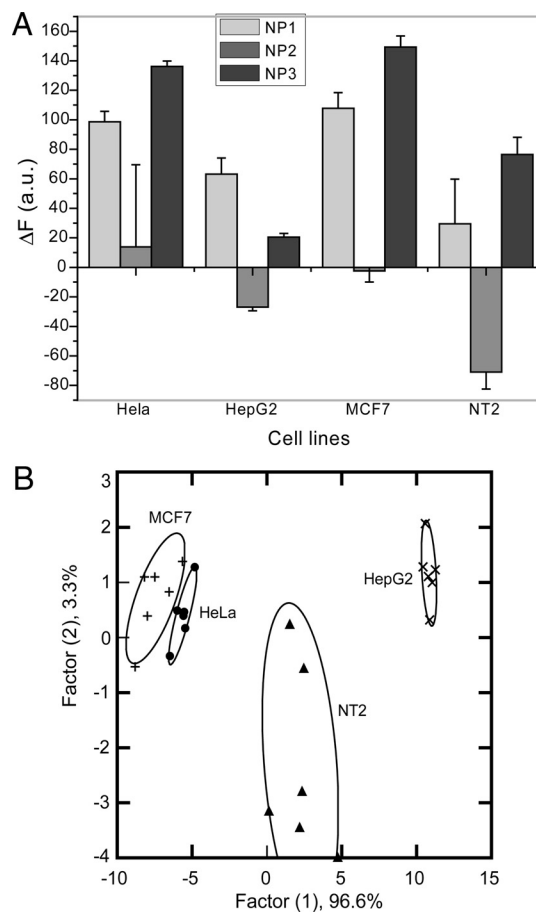 A
NP1
NP2
NP3
160
140
120
100
80
60
40
20
0
-20
-40
-60
-80
ΔF (a.u.)
Hela HepG2 MCF7 NT2
Cell lines
B
3
2
1
0
-1
-2
-3
-4
Factor (2), 3.3%
MCF7
HeLa
HepG2
NT2
-10 -5 0 5 10 15
Factor (1), 96.6%